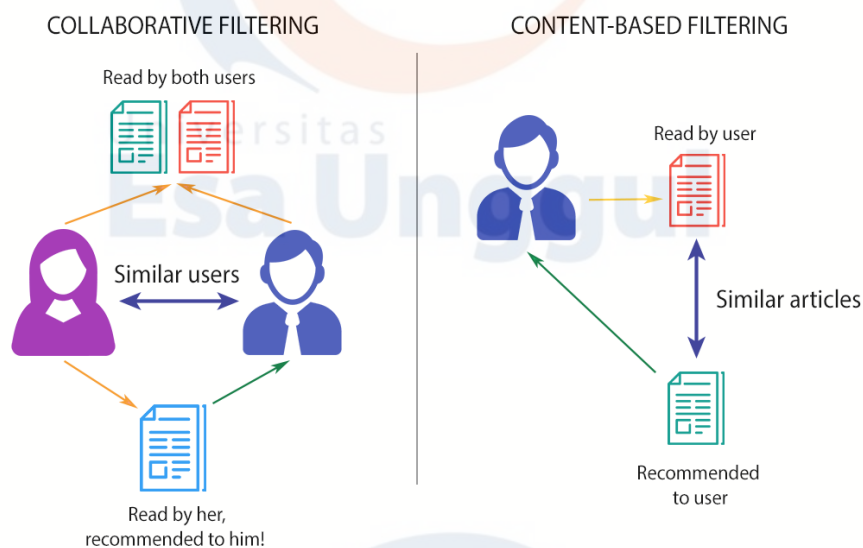 COLLABORATIVE FILTERING
Read by both users
Similar users
Read by her,
recommended to him!
CONTENT-BASED FILTERING
Read by user
Similar articles
Recommended
to user
Universitas
Esa Unggul